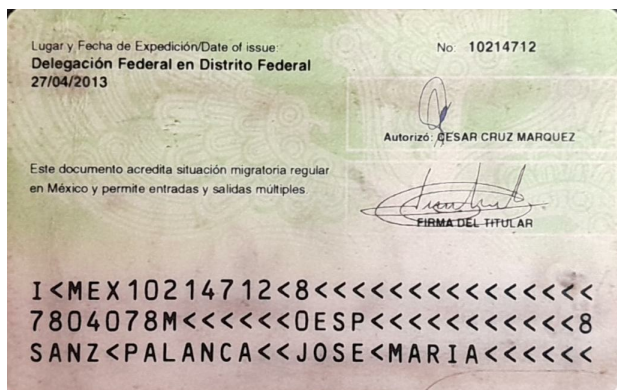 Lugar y Fecha de Expedición/Date of issue:
Delegación Federal en Distrito Federal
27/04/2013
No: 10214712
Autorizó: CESAR CRUZ MARQUEZ
Este documento acredita situación migratoria regular
en México y permite entradas y salidas múltiples
FIRMA DEL TITULAR
I<MEX10214712<8<<<<<<<<<<<<<<<
7804078M<<<<<<0ESP<<<<<<<<<<<8
SANZ<PALANCA<<JOSE<MARIA<<<<<<